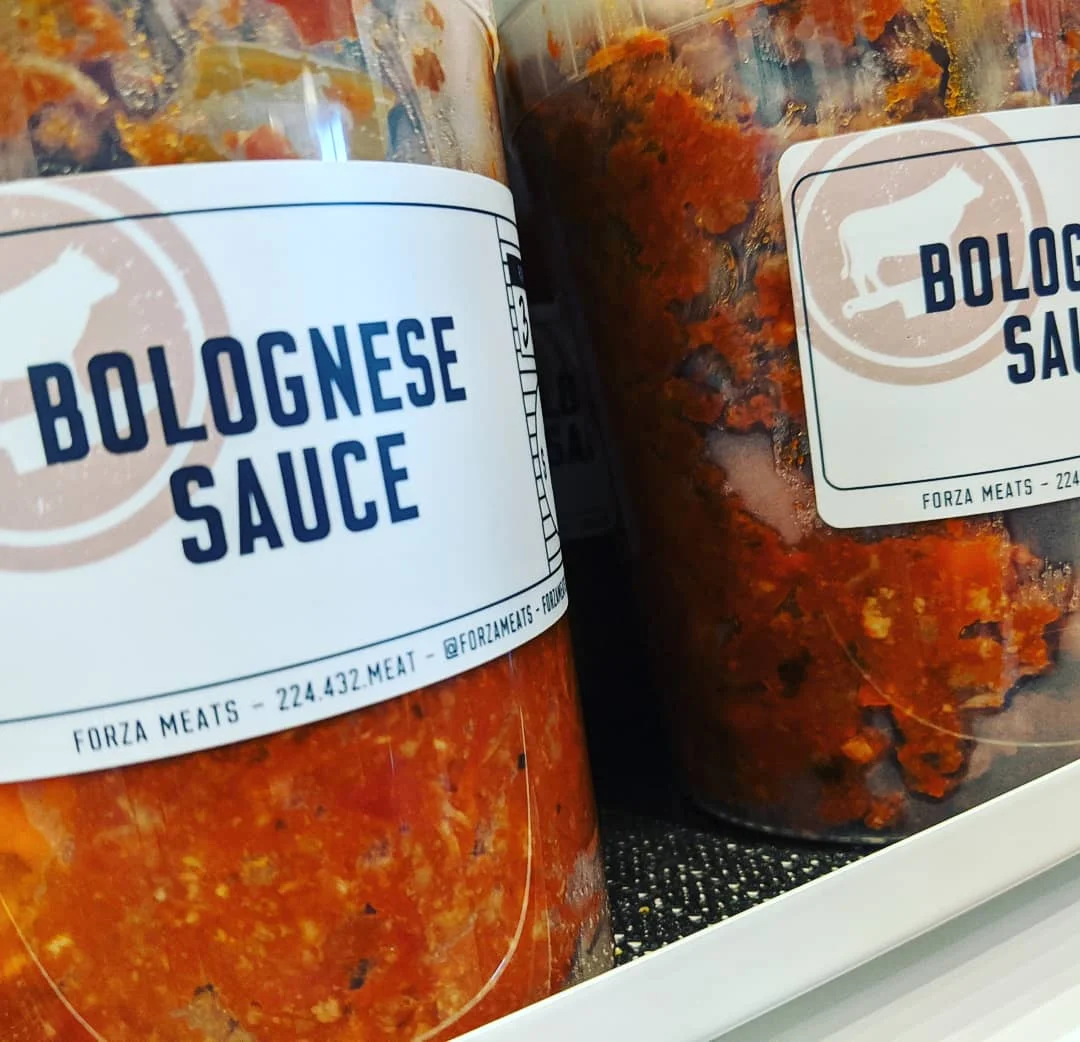 BOLOGNESE
SAUCE
FORZA MEATS - 224.432.MEAT - @FORZAMEATS -
BOLOG
SAU
FORZA MEATS - 224